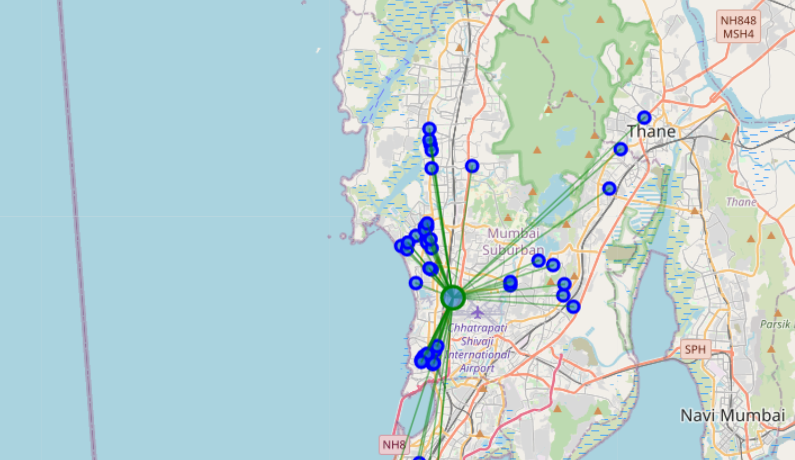 NH848
MSH4
Thane
Thane
Mumbai
Suburban
Chhatrapati
Shivaji
International
Airport
Parsik
SPH
Navi Mumbai
NH8